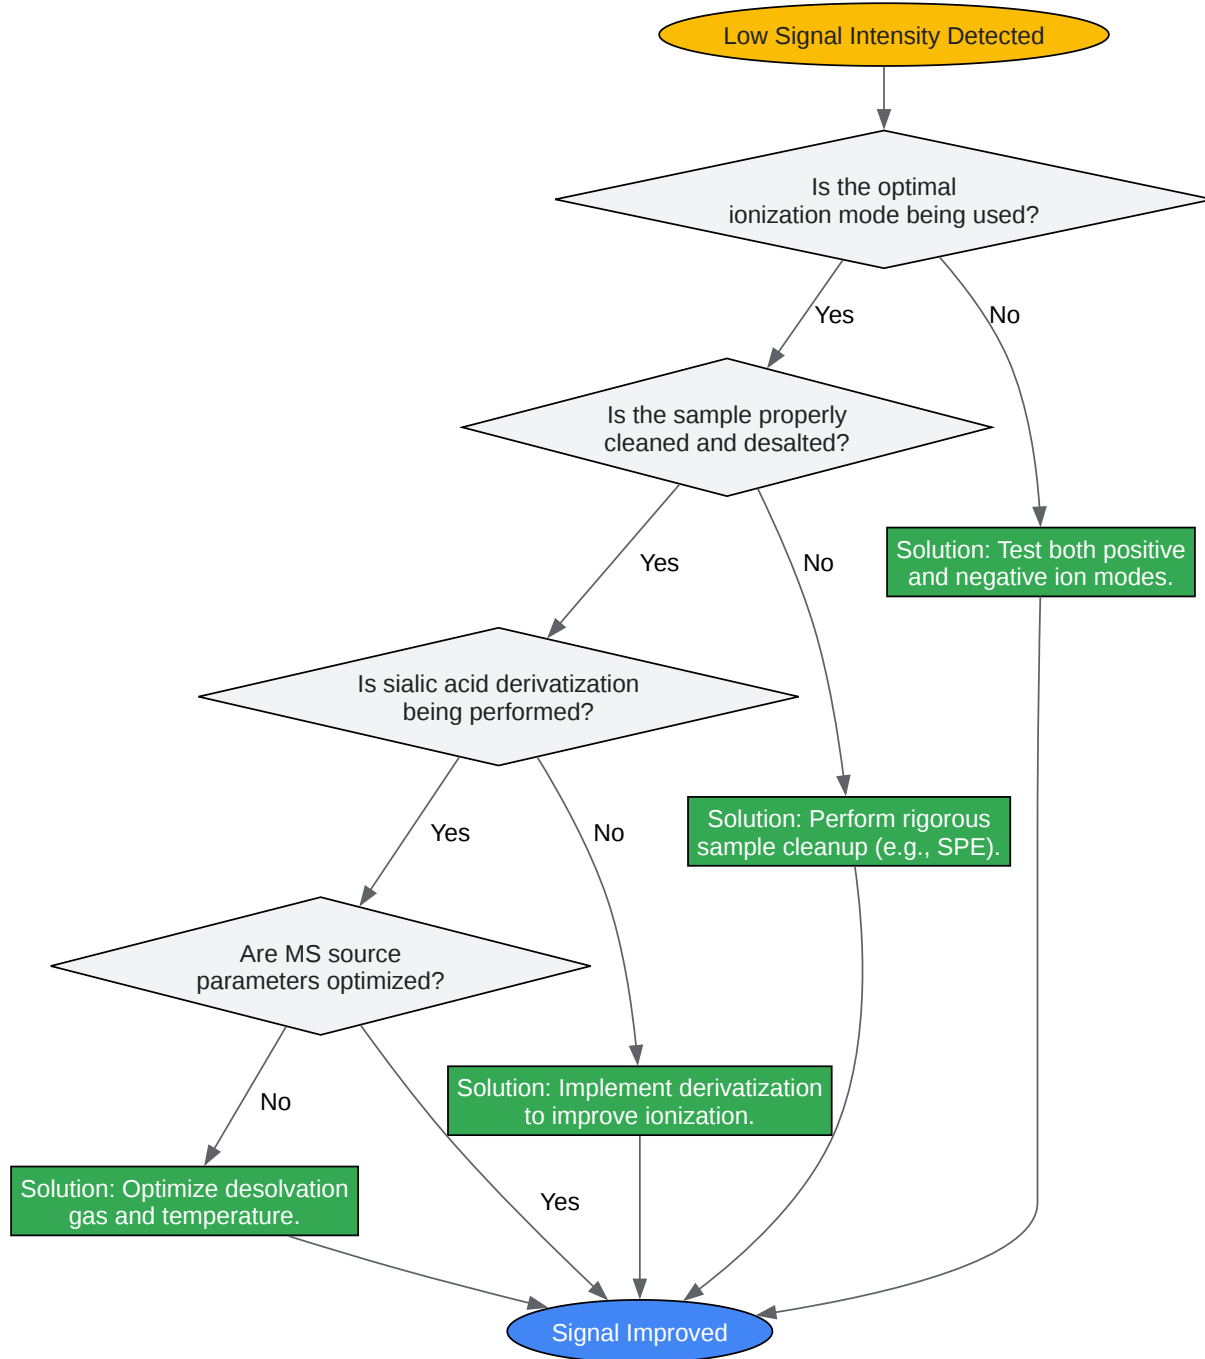 Low Signal Intensity Detected
Is the optimal
ionization mode being used?
Yes
No
Is the sample properly
cleaned and desalted?
Yes
No
Solution: Test both positive
and negative ion modes.
Is sialic acid derivatization
being performed?
Yes
No
Solution: Perform rigorous
sample cleanup (e.g., SPE).
Are MS source
parameters optimized?
No
Yes
Solution: Implement derivatization
to improve ionization.
Solution: Optimize desolvation
gas and temperature.
Signal Improved